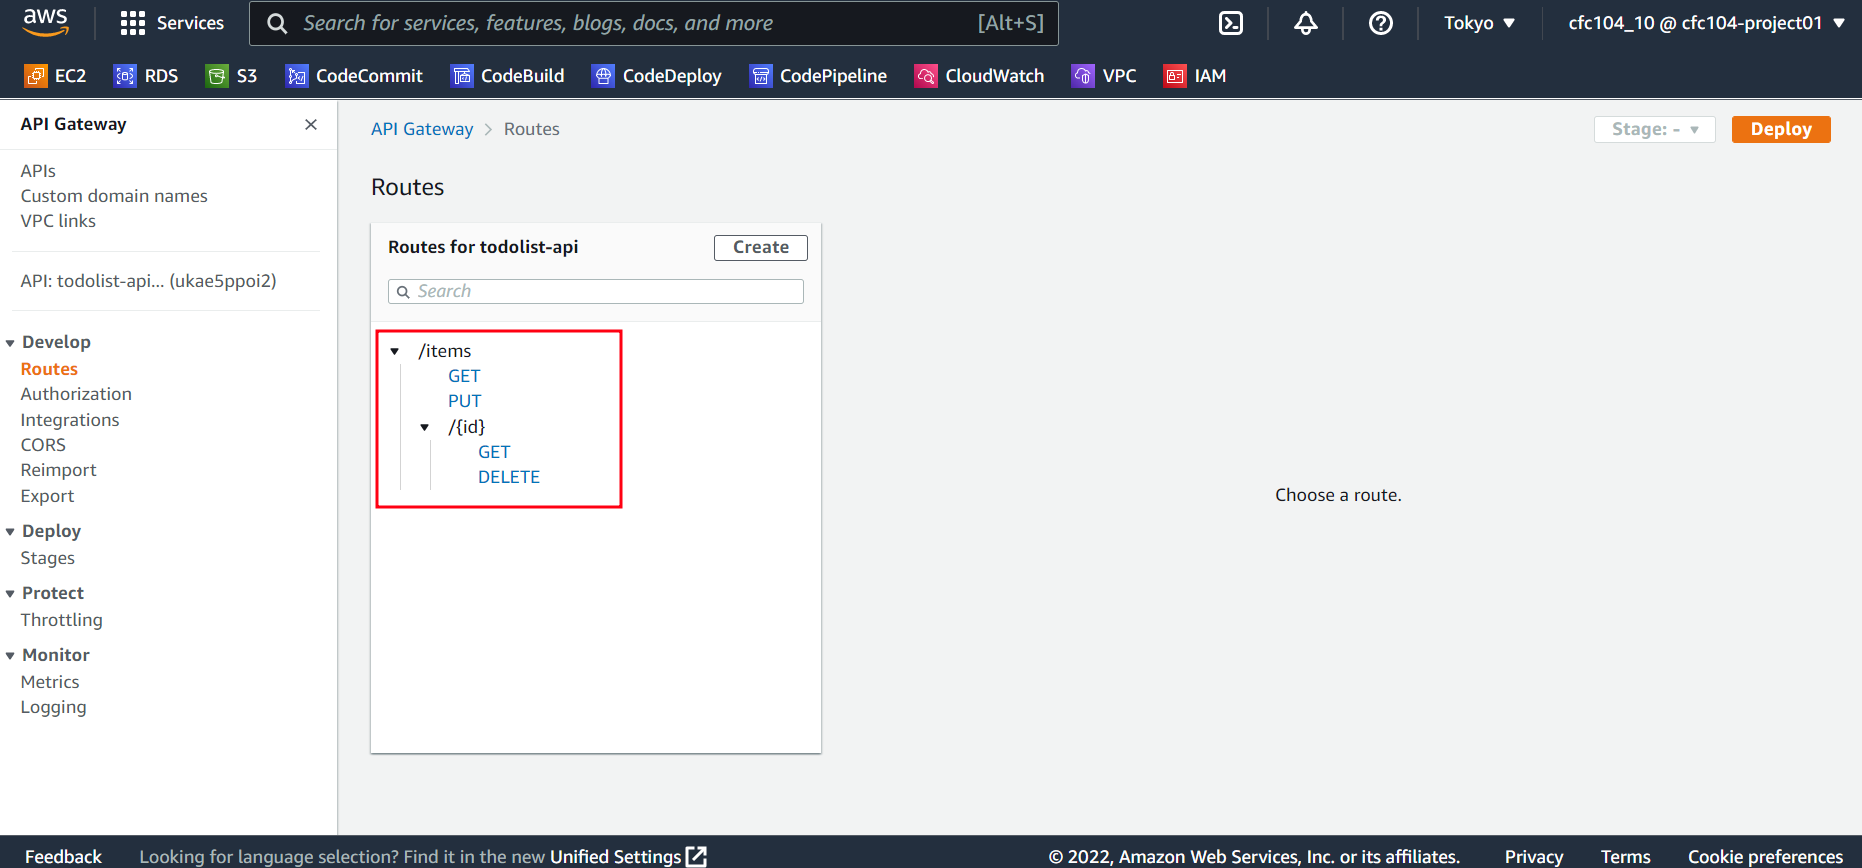 aws
Services
Search for services, features, blogs, docs, and more [Alt+S]
Tokyo
cfc104_10 @ cfc104-project01
EC2 RDS S3 CodeCommit CodeBuild CodeDeploy CodePipeline CloudWatch VPC IAM
API Gateway
APIs
Custom domain names
VPC links
API: todolist-api... (ukae5ppoi2)
Develop
Routes
Authorization
Integrations
CORS
Reimport
Export
Deploy
Stages
Protect
Throttling
Monitor
Metrics
Logging
API Gateway Routes
Stage: -
Deploy
Routes
Routes for todolist-api
Create
Search
/items
GET
PUT
/{id}
GET
DELETE
Choose a route.
Feedback
Looking for language selection? Find it in the new Unified Settings
© 2022, Amazon Web Services, Inc. or its affiliates.
Privacy
Terms
Cookie preferences